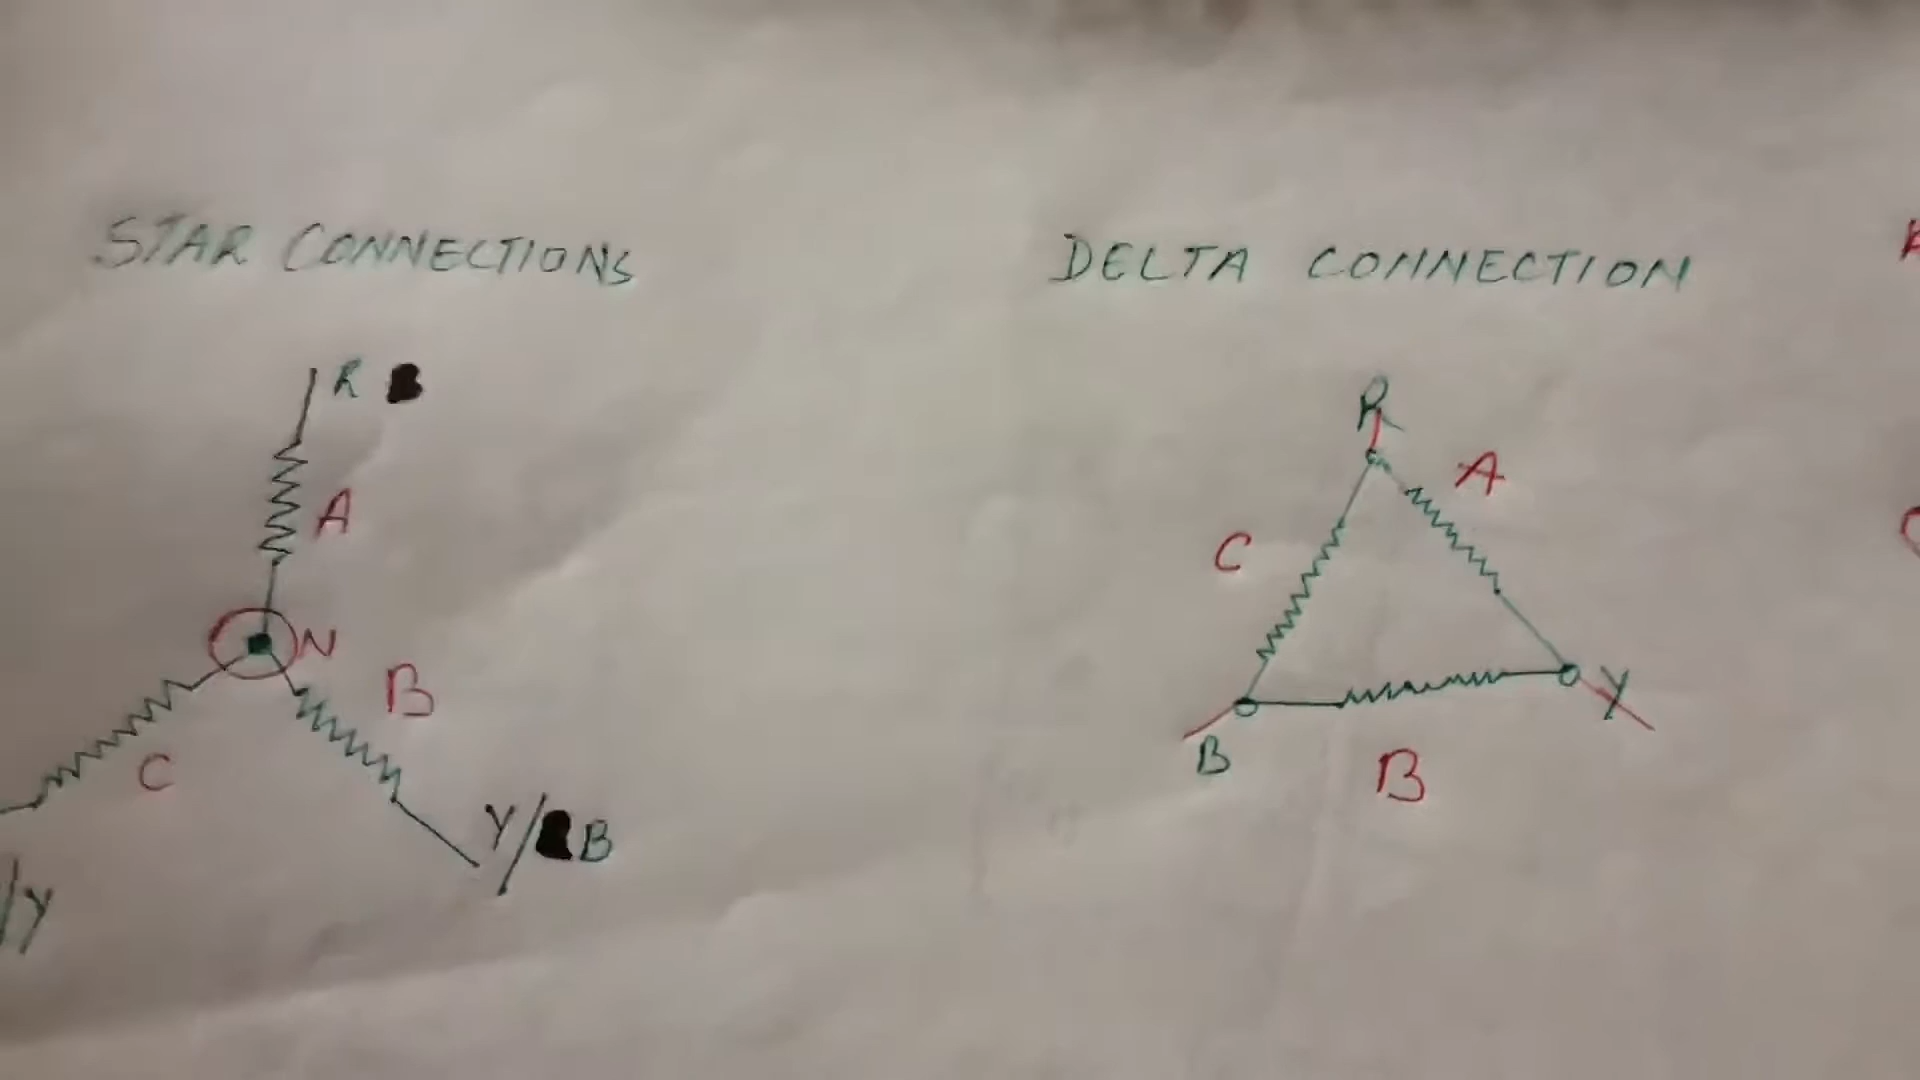 STAR CONNECTIONS
R
A
N
B
C
Y/ B
/Y
DELTA CONNECTION
R
A
C
Y
B
B